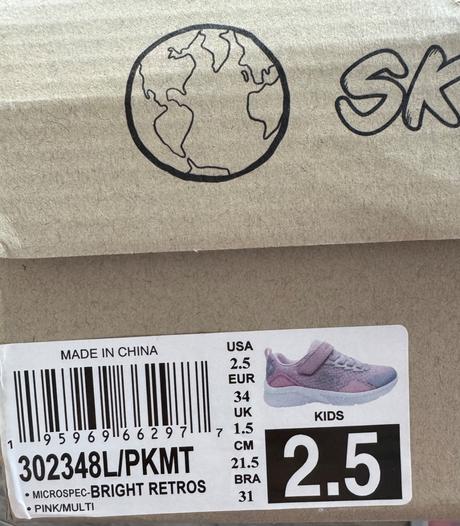 SK
MADE IN CHINA
1 95969 66297 7
302348L/PKMT
• MICROSPEC-BRIGHT RETROS
• PINK/MULTI
USA
2.5
EUR
34
UK
1.5
CM
21.5
BRA
31
KIDS
2.5